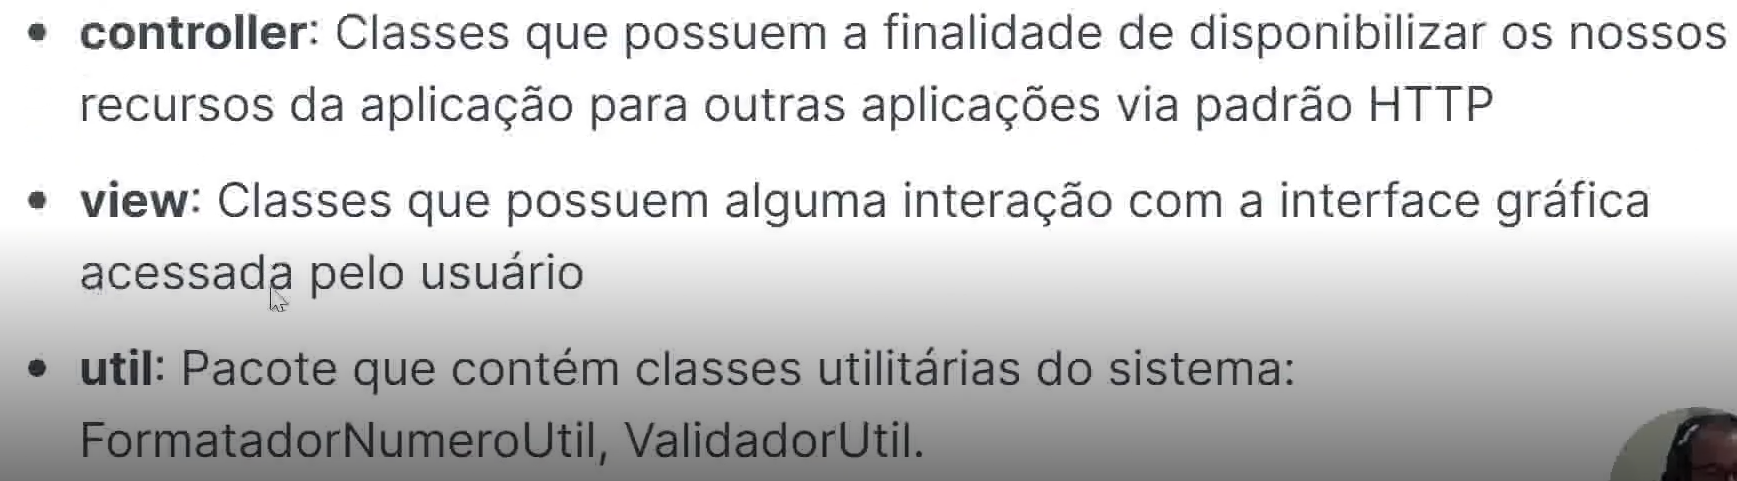 • controller: Classes que possuem a finalidade de disponibilizar os nossos
recursos da aplicação para outras aplicações via padrão HTTP
• view: Classes que possuem alguma interação com a interface gráfica
acessada pelo usuário
• util: Pacote que contém classes utilitárias do sistema:
FormatadorNumeroUtil, ValidadorUtil.